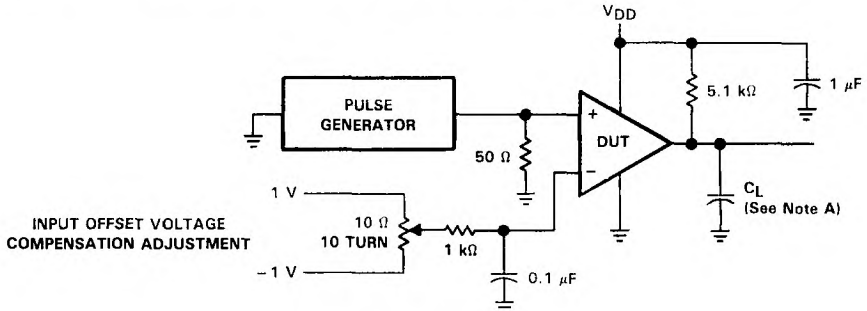 VDD
PULSE
GENERATOR
5.1 kΩ
1 μF
+
DUT
−
50 Ω
CL
(See Note A)
1 V
INPUT OFFSET VOLTAGE
COMPENSATION ADJUSTMENT
10 Ω
10 TURN
1 kΩ
−1 V
0.1 μF